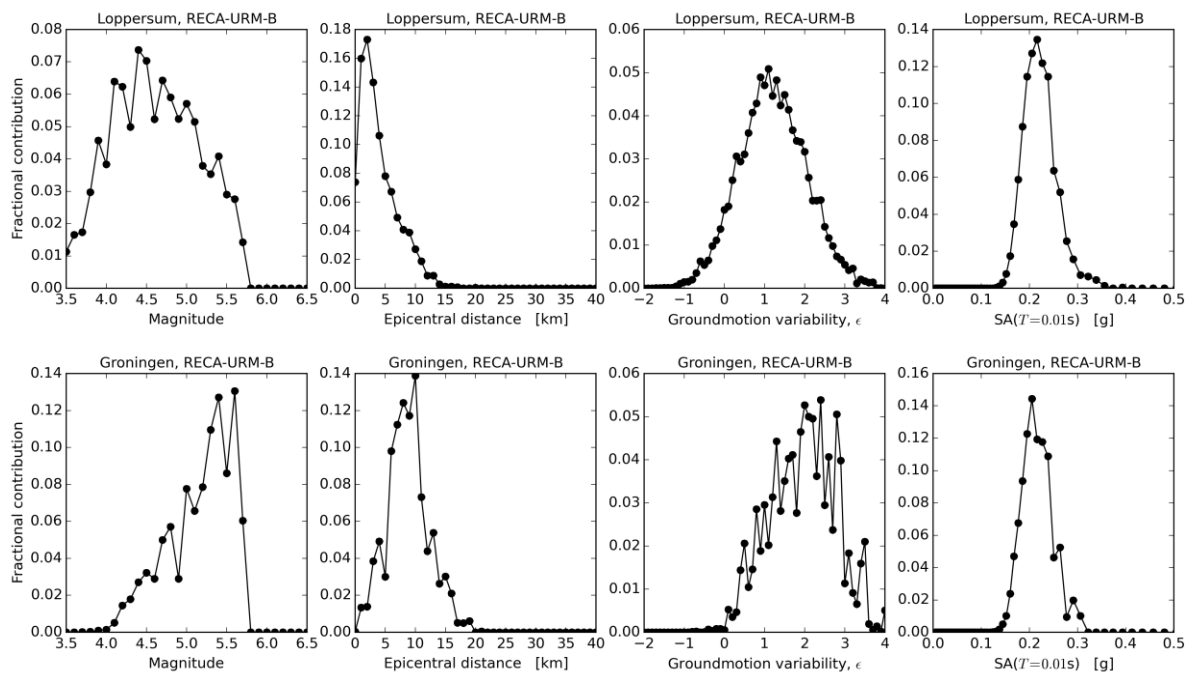 Loppersum, RECA-URM-B
Fractional contribution
0.08
0.07
0.06
0.05
0.04
0.03
0.02
0.01
0.00
3.5 4.0 4.5 5.0 5.5 6.0 6.5
Magnitude
Loppersum, RECA-URM-B
0.18
0.16
0.14
0.12
0.10
0.08
0.06
0.04
0.02
0.00
0 5 10 15 20 25 30 35 40
Epicentral distance [km]
Loppersum, RECA-URM-B
0.06
0.05
0.04
0.03
0.02
0.01
0.00
−2 −1 0 1 2 3 4
Groundmotion variability, ϵ
Loppersum, RECA-URM-B
0.14
0.12
0.10
0.08
0.06
0.04
0.02
0.00
0.0 0.1 0.2 0.3 0.4 0.5
SA(T=0.01s) [g]
Groningen, RECA-URM-B
Fractional contribution
0.14
0.12
0.10
0.08
0.06
0.04
0.02
0.00
3.5 4.0 4.5 5.0 5.5 6.0 6.5
Magnitude
Groningen, RECA-URM-B
0.14
0.12
0.10
0.08
0.06
0.04
0.02
0.00
0 5 10 15 20 25 30 35 40
Epicentral distance [km]
Groningen, RECA-URM-B
0.06
0.05
0.04
0.03
0.02
0.01
0.00
−2 −1 0 1 2 3 4
Groundmotion variability, ϵ
Groningen, RECA-URM-B
0.16
0.14
0.12
0.10
0.08
0.06
0.04
0.02
0.00
0.0 0.1 0.2 0.3 0.4 0.5
SA(T=0.01s) [g]